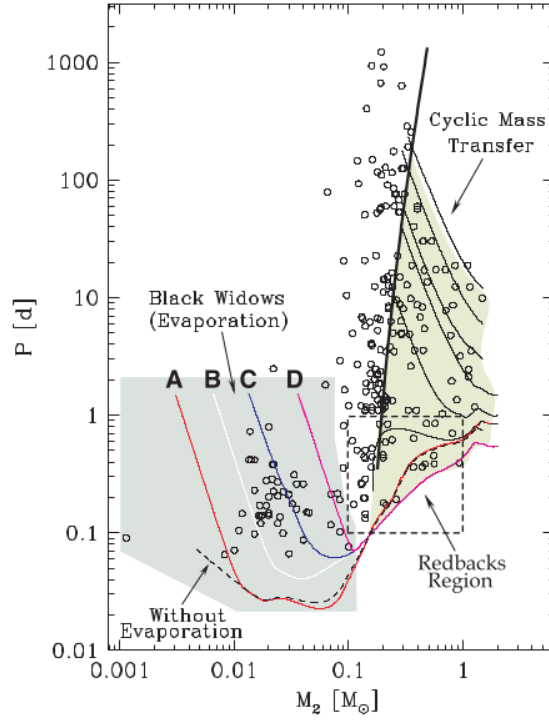 1000
100
10
1
0.1
0.01
P [d]
Cyclic Mass
Transfer
Black Widows
(Evaporation)
A B C D
Without
Evaporation
Redbacks
Region
0.001 0.01 0.1 1
M₂ [M☉]